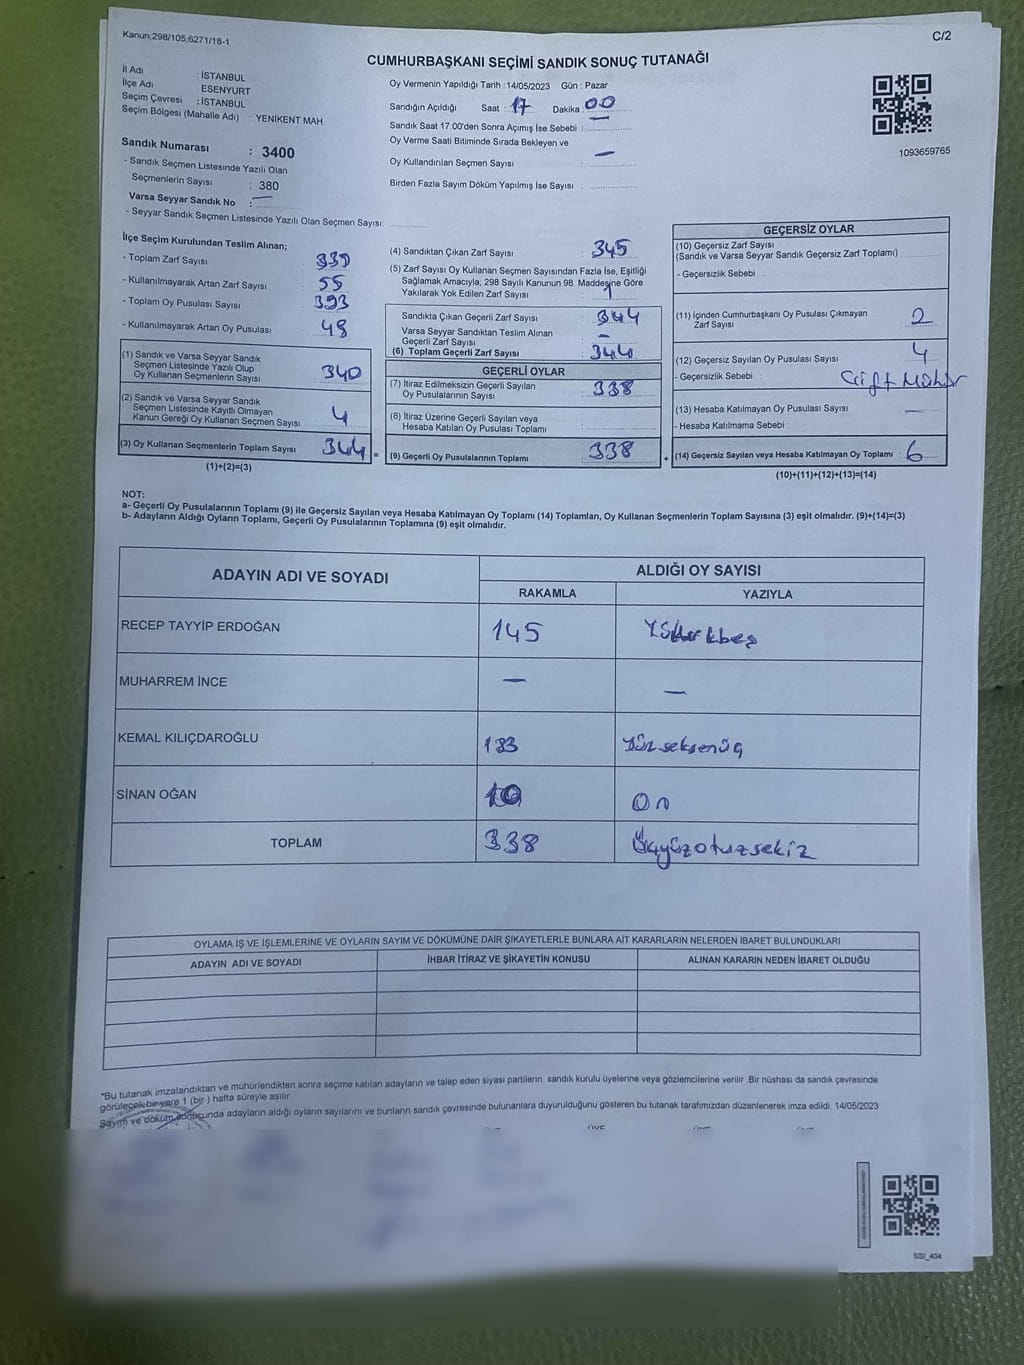 Kanun;298/105,6271/18-1
C/2
CUMHURBAŞKANI SEÇİMİ SANDIK SONUÇ TUTANAĞI
İl Adı : İSTANBUL
İlçe Adı ESENYURT
Seçim Çevresi : İSTANBUL
Seçim Bölgesi (Mahalle Adı) : YENİKENT MAH.
Oy Vermenin Yapıldığı Tarih : 14/05/2023 Gün : Pazar
Sandığın Açıldığı Saat : 17 Dakika : 00
Sandık Saat 17.00'den Sonra Açımış İse Sebebi : —
Oy Verme Saati Bitiminde Sırada Bekleyen ve
Oy Kullandırılan Seçmen Sayısı : —
Birden Fazla Sayım Döküm Yapılmış İse Sayısı :
1093659765
Sandık Numarası : 3400
- Sandık Seçmen Listesinde Yazılı Olan
Seçmenlerin Sayısı : 380
Varsa Seyyar Sandık No : —
- Seyyar Sandık Seçmen Listesinde Yazılı Olan Seçmen Sayısı:
İlçe Seçim Kurulundan Teslim Alınan;
- Toplam Zarf Sayısı
- Kullanılmayarak Artan Zarf Sayısı : 55
- Toplam Oy Pusulası Sayısı : 393
- Kullanılmayarak Artan Oy Pusulası : 48
(1) Sandık ve Varsa Seyyar Sandık
Seçmen Listesinde Yazılı Olup
Oy Kullanan Seçmenlerin Sayısı : 340
(2) Sandık ve Varsa Seyyar Sandık
Seçmen Listesinde Kayıtlı Olmayan
Kanun Gereği Oy Kullanan Seçmen Sayısı : 4
(3) Oy Kullanan Seçmenlerin Toplam Sayısı : 344 =
(1)+(2)=(3)
(4) Sandıktan Çıkan Zarf Sayısı : 345
(5) Zarf Sayısı Oy Kullanan Seçmen Sayısından Fazla İse, Eşitliği
Sağlamak Amacıyla, 298 Sayılı Kanunun 98. Maddesine Göre
Yakılarak Yok Edilen Zarf Sayısı : 1
Sandıkta Çıkan Geçerli Zarf Sayısı : 344
Varsa Seyyar Sandıktan Teslim Alınan
Geçerli Zarf Sayısı : —
(6) Toplam Geçerli Zarf Sayısı : 344
GEÇERLİ OYLAR
(7) İtiraz Edilmeksizin Geçerli Sayılan
Oy Pusulalarının Sayısı : 338
(8) İtiraz Üzerine Geçerli Sayılan veya
Hesaba Katılan Oy Pusulası Toplamı :
(9) Geçerli Oy Pusulalarının Toplamı : 338 +
GEÇERSİZ OYLAR
(10) Geçersiz Zarf Sayısı
(Sandık ve Varsa Seyyar Sandık Geçersiz Zarf Toplamı)
- Geçersizlik Sebebi :
(11) İçinden Cumhurbaşkanı Oy Pusulası Çıkmayan
Zarf Sayısı : 2
(12) Geçersiz Sayılan Oy Pusulası Sayısı : 4
- Geçersizlik Sebebi : Çift Mühür
(13) Hesaba Katılmayan Oy Pusulası Sayısı : —
- Hesaba Katılmama Sebebi :
(14) Geçersiz Sayılan veya Hesaba Katılmayan Oy Toplamı : 6
(10)+(11)+(12)+(13)=(14)
NOT:
a- Geçerli Oy Pusulalarının Toplamı (9) ile Geçersiz Sayılan veya Hesaba Katılmayan Oy Toplamı (14) Toplamları, Oy Kullanan Seçmenlerin Toplam Sayısına (3) eşit olmalıdır. (9)+(14)=(3)
b- Adayların Aldığı Oyların Toplamı, Geçerli Oy Pusulalarının Toplamına (9) eşit olmalıdır.
ADAYIN ADI VE SOYADI ALDIĞI OY SAYISI
RAKAMLA YAZIYLA
RECEP TAYYİP ERDOĞAN 145
MUHARREM İNCE — —
KEMAL KILIÇDAROĞLU 183 Yüzseksenüç
SİNAN OĞAN 10 On
TOPLAM 338 Üçyüzotuzsekiz
OYLAMA İŞ VE İŞLEMLERİNE VE OYLARIN SAYIM VE DÖKÜMÜNE DAİR ŞİKAYETLERLE BUNLARA AİT KARARLARIN NELERDEN İBARET BULUNDUKLARI
ADAYIN ADI VE SOYADI İHBAR İTİRAZ VE ŞİKAYETİN KONUSU ALINAN KARARIN NEDEN İBARET OLDUĞU
*Bu tutanak imzalandıktan ve mühürlendikten sonra seçime katılan adayların ve talep eden siyasi partilerin sandık kurulu üyelerine veya gözlemcilerine verilir. Bir nüshası da sandık çevresinde
görülecek bir yere 1 (bir ) hafta süreyle asılır
Sayım ve döküm sonucunda adayların aldığı oyların sayılarını ve bunların sandık çevresinde bulunanlara duyurulduğunu gösteren bu tutanak tarafımızdan düzenlenerek imza edildi. 14/05/2023
SSI_404